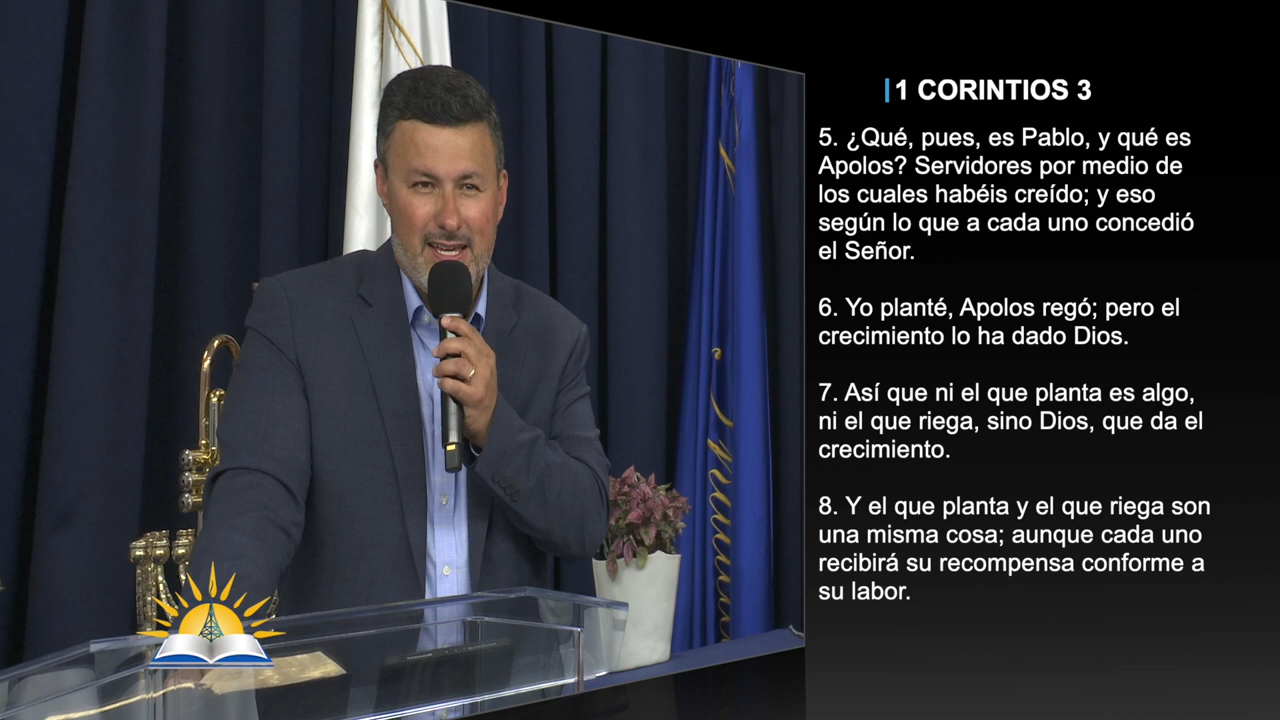 1 CORINTIOS 3
5. ¿Qué, pues, es Pablo, y qué es
Apolos? Servidores por medio de
los cuales habéis creído; y eso
según lo que a cada uno concedió
el Señor.
6. Yo planté, Apolos regó; pero el
crecimiento lo ha dado Dios.
7. Así que ni el que planta es algo,
ni el que riega, sino Dios, que da el
crecimiento.
8. Y el que planta y el que riega son
una misma cosa; aunque cada uno
recibirá su recompensa conforme a
su labor.